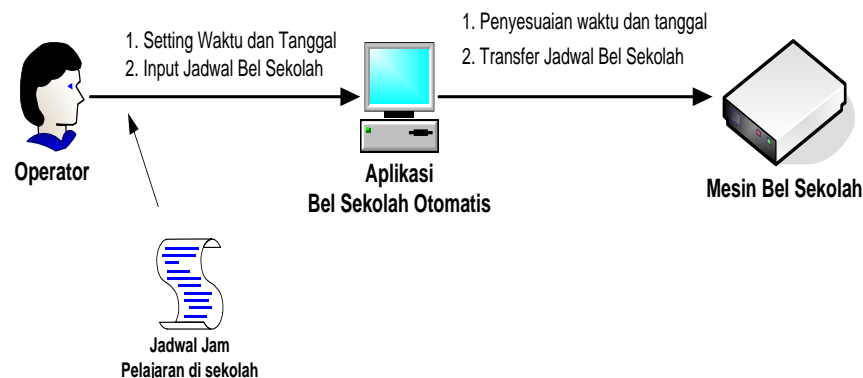 1. Setting Waktu dan Tanggal
2. Input Jadwal Bel Sekolah
1. Penyesuaian waktu dan tanggal
2. Transfer Jadwal Bel Sekolah
Operator
Aplikasi
Bel Sekolah Otomatis
Mesin Bel Sekolah
Jadwal Jam
Pelajaran di sekolah